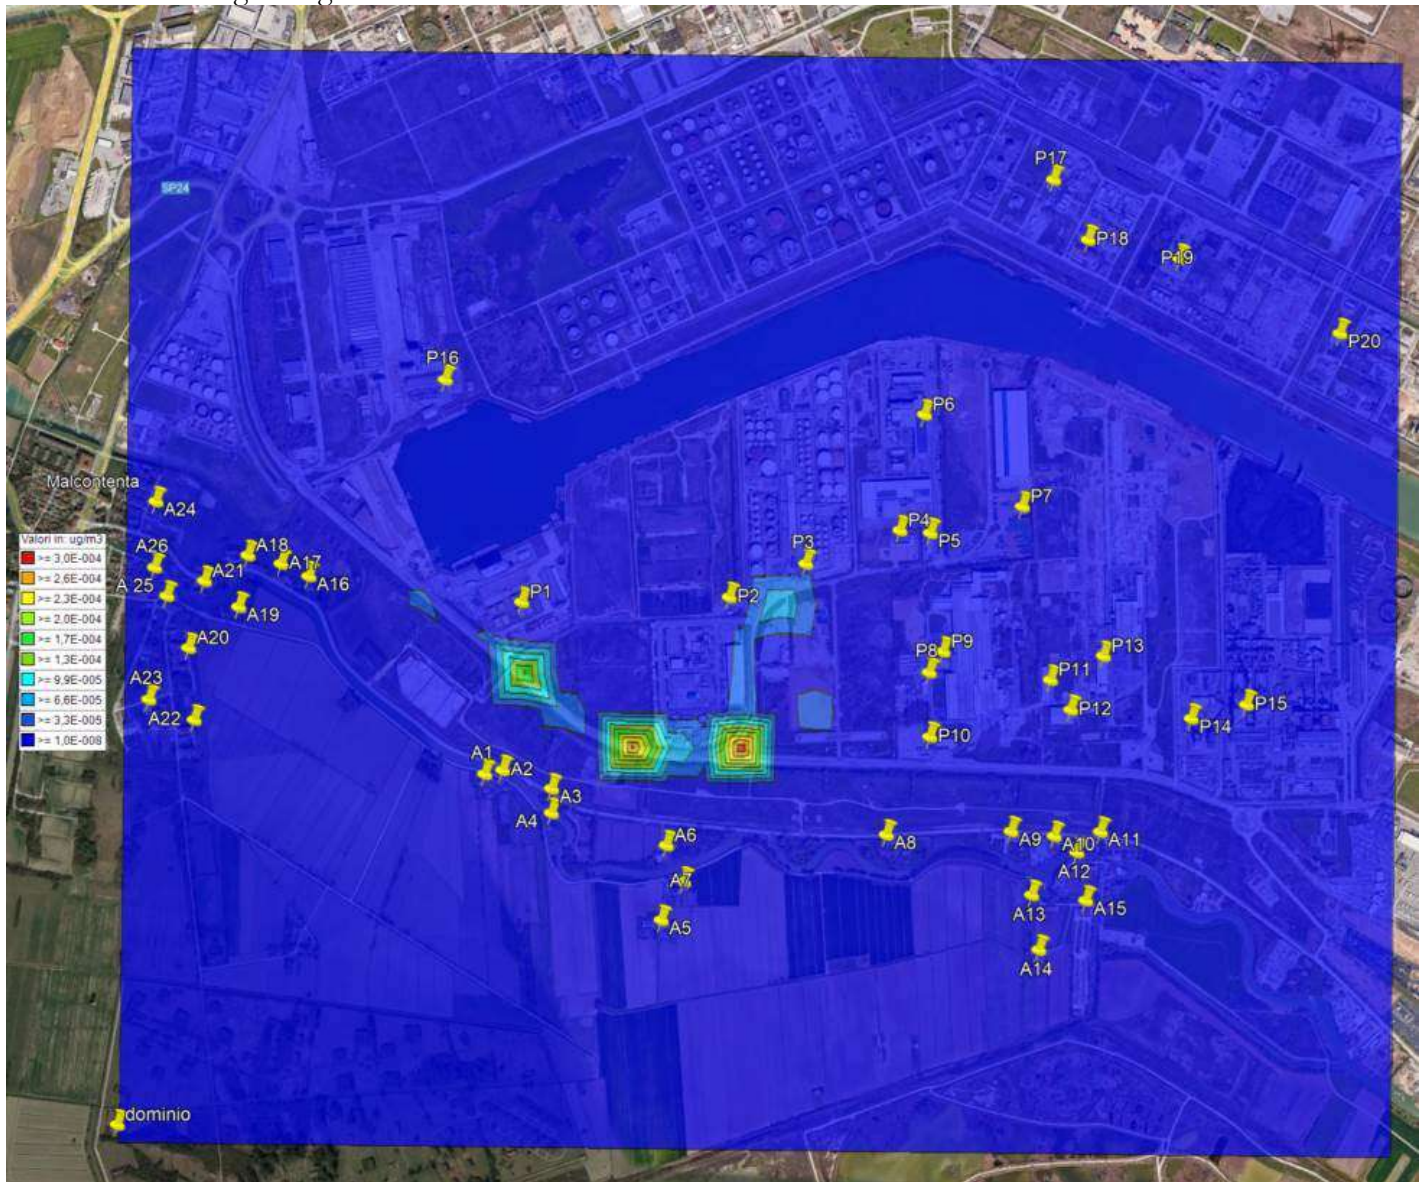 SP24
P17
P18
P19
P20
P16
P6
Malcontenta
A24
P7
P4
P5
Valori in: ug/m3
>= 3,0E-004
>= 2,6E-004
>= 2,3E-004
>= 2,0E-004
>= 1,7E-004
>= 1,3E-004
>= 9,9E-005
>= 6,6E-005
>= 3,3E-005
>= 1,0E-008
A26
A18
A17
P3
A 25
A21
A16
P1
P2
A19
A20
P9
P8
P13
P11
A23
A22
P12
P15
P14
P10
A1
A2
A3
A4
A6
A8
A9
A10
A11
A12
A7
A5
A13
A15
A14
dominio